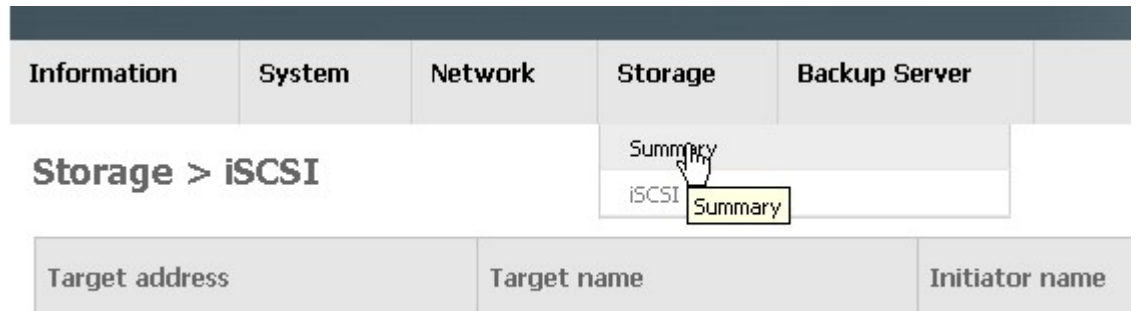 Information System Network Storage Backup Server
Summary
Storage > iSCSI
iSCSI
Summary
Target address Target name Initiator name